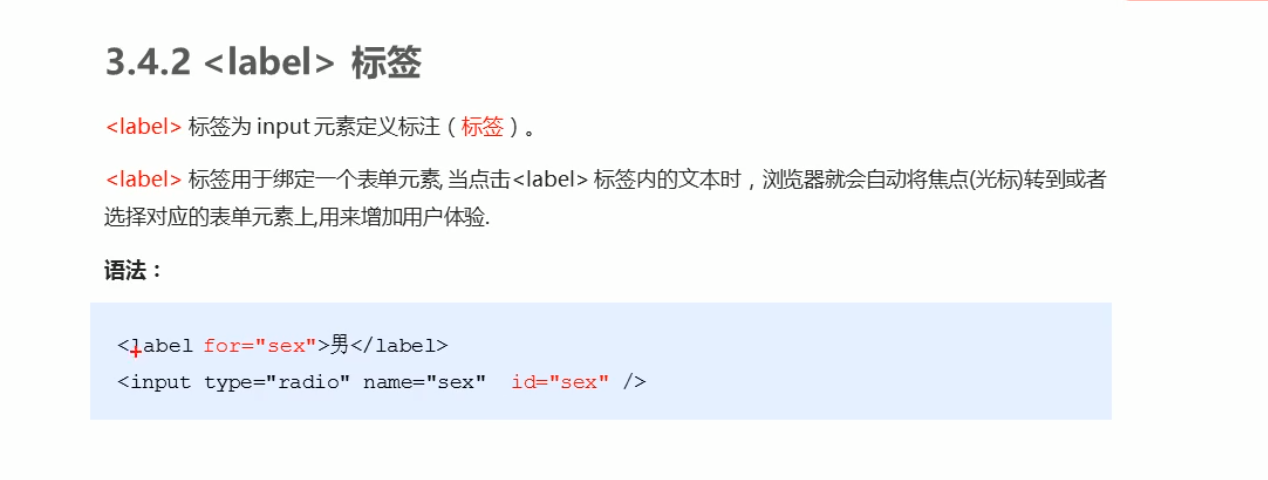 3.4.2 <label> 标签
<label> 标签为 input 元素定义标注（标签）。
<label> 标签用于绑定一个表单元素, 当点击<label> 标签内的文本时，浏览器就会自动将焦点(光标)转到或者
选择对应的表单元素上,用来增加用户体验.
语法：
<label for="sex">男</label>
<input type="radio" name="sex"  id="sex" />